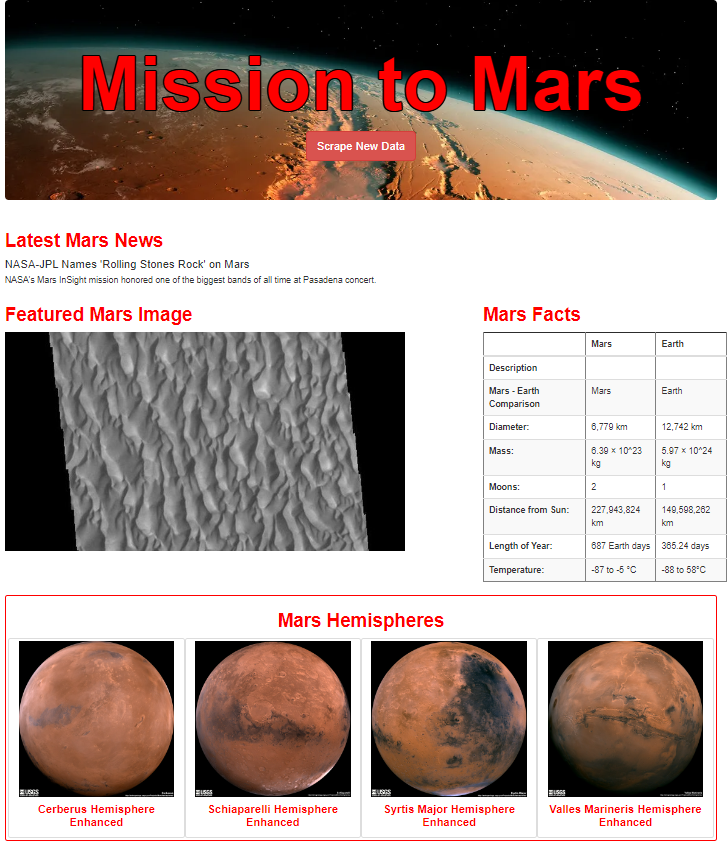 Mission to Mars
Scrape New Data
Latest Mars News
NASA-JPL Names 'Rolling Stones Rock' on Mars
NASA's Mars InSight mission honored one of the biggest bands of all time at Pasadena concert.
Featured Mars Image
Mars Facts
Mars Earth
Description
Mars - Earth Comparison Mars Earth
Diameter: 6,779 km 12,742 km
Mass: 6.39 × 10^23 kg 5.97 × 10^24 kg
Moons: 2 1
Distance from Sun: 227,943,824 km 149,598,262 km
Length of Year: 687 Earth days 365.24 days
Temperature: -87 to -5 °C -88 to 58°C
Mars Hemispheres
USGS
USGS
USGS
USGS
Cerberus Hemisphere
Enhanced
Schiaparelli Hemisphere
Enhanced
Syrtis Major Hemisphere
Enhanced
Valles Marineris Hemisphere
Enhanced